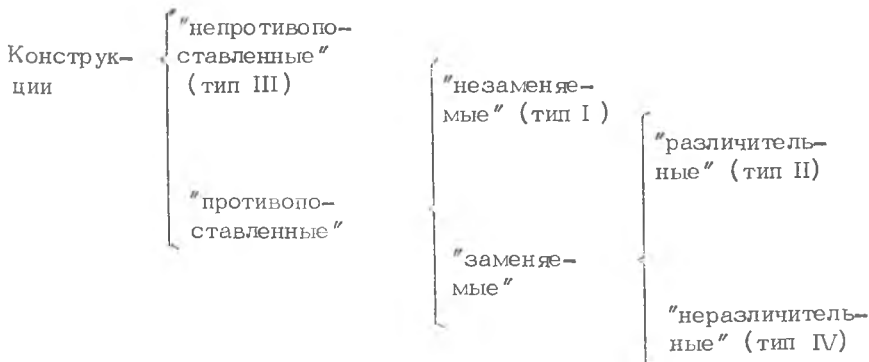 Конструк-
ции
"непротивопо-
ставленные"
(тип III)
"противопо-
ставленные"
"незаменяе-
мые" (тип I)
"заменяе-
мые"
"различитель-
ные" (тип II)
"неразличитель-
ные" (тип IV)